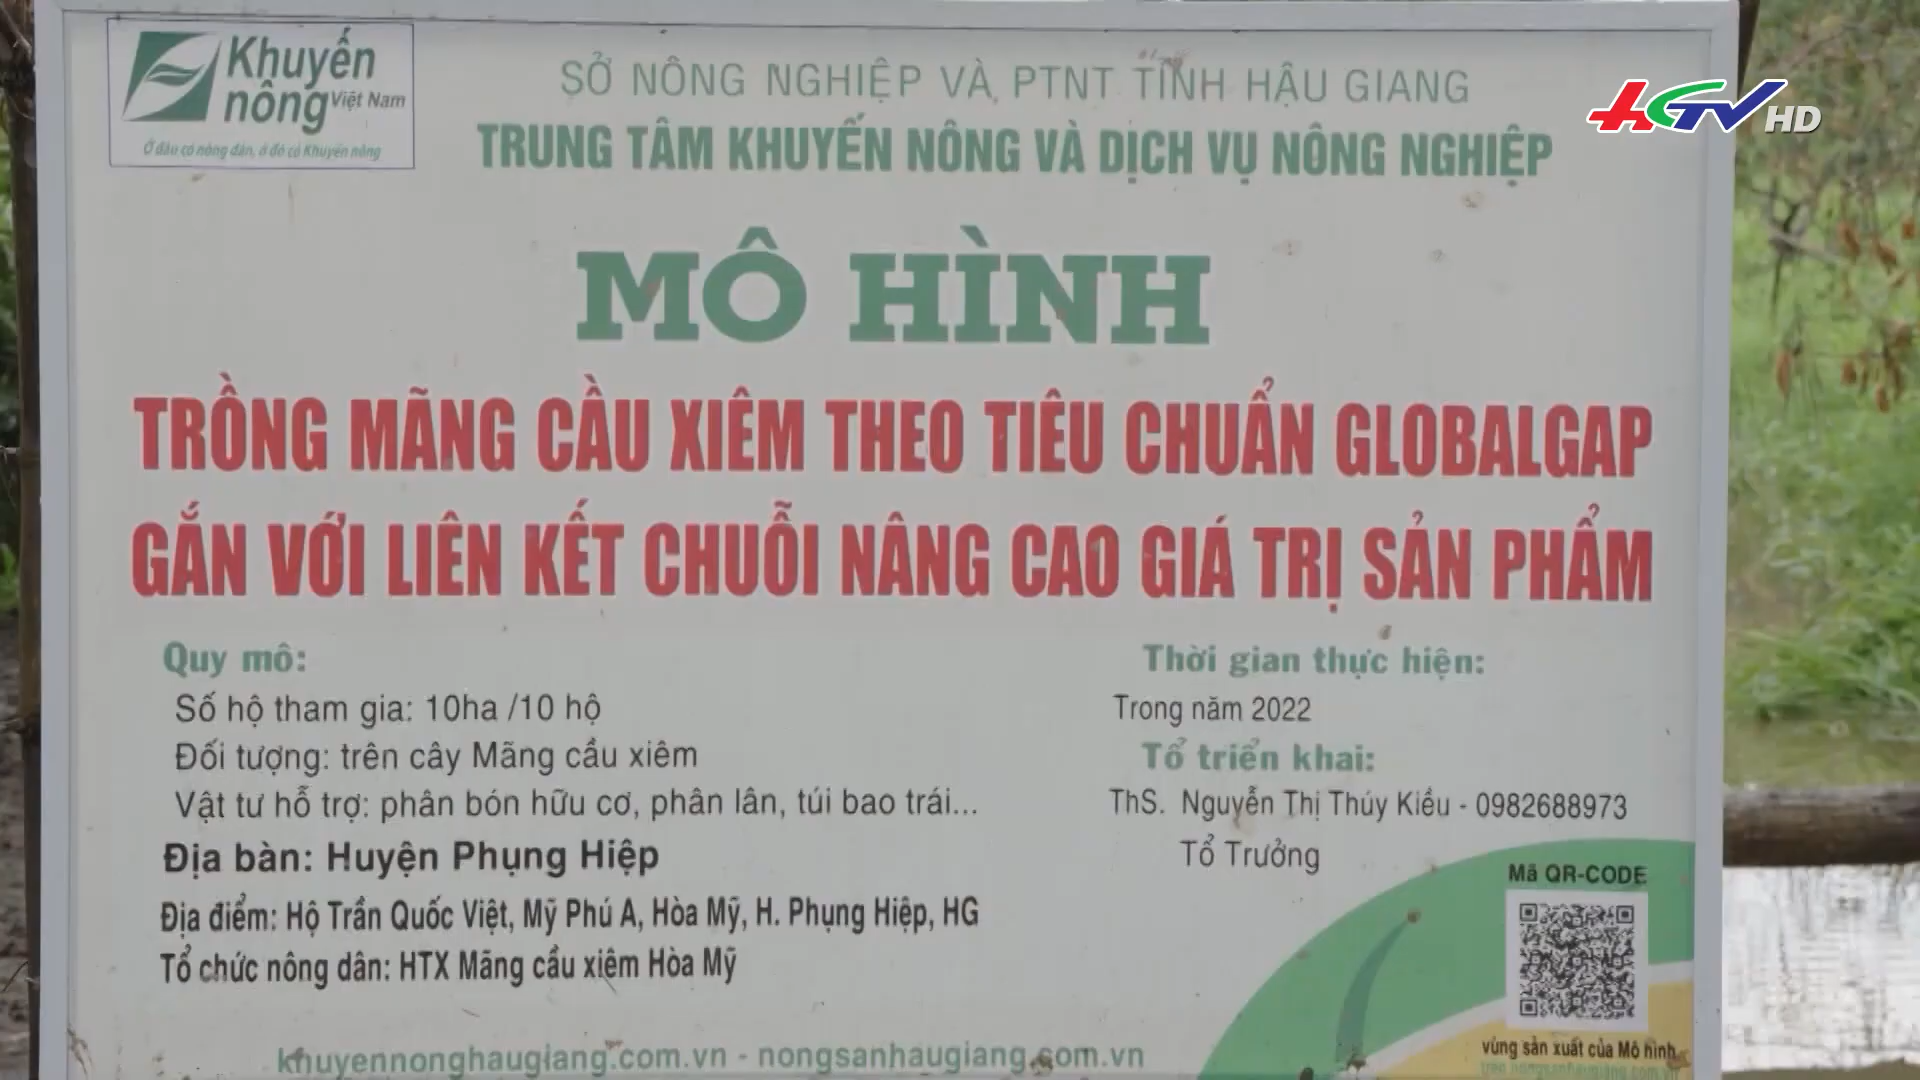 Khuyến
nông Việt Nam
Ở đâu có nông dân, ở đó có Khuyến nông
SỞ NÔNG NGHIỆP VÀ PTNT TỈNH HẬU GIANG
TRUNG TÂM KHUYẾN NÔNG VÀ DỊCH VỤ NÔNG NGHIỆP
HGTV HD
MÔ HÌNH
TRỒNG MÃNG CẦU XIÊM THEO TIÊU CHUẨN GLOBALGAP
GẮN VỚI LIÊN KẾT CHUỖI NÂNG CAO GIÁ TRỊ SẢN PHẨM
Quy mô:
Số hộ tham gia: 10ha /10 hộ
Đối tượng: trên cây Mãng cầu xiêm
Vật tư hỗ trợ: phân bón hữu cơ, phân lân, túi bao trái...
Địa bàn: Huyện Phụng Hiệp
Địa điểm: Hộ Trần Quốc Việt, Mỹ Phú A, Hòa Mỹ, H. Phụng Hiệp, HG
Tổ chức nông dân: HTX Mãng cầu xiêm Hòa Mỹ
Thời gian thực hiện:
Trong năm 2022
Tổ triển khai:
ThS. Nguyễn Thị Thúy Kiều - 0982688973
Tổ Trưởng
Mã QR-CODE
vùng sản xuất của Mô hình
trên nongsanhaugiang.com.vn
khuyennonghaugiang.com.vn - nongsanhaugiang.com.vn